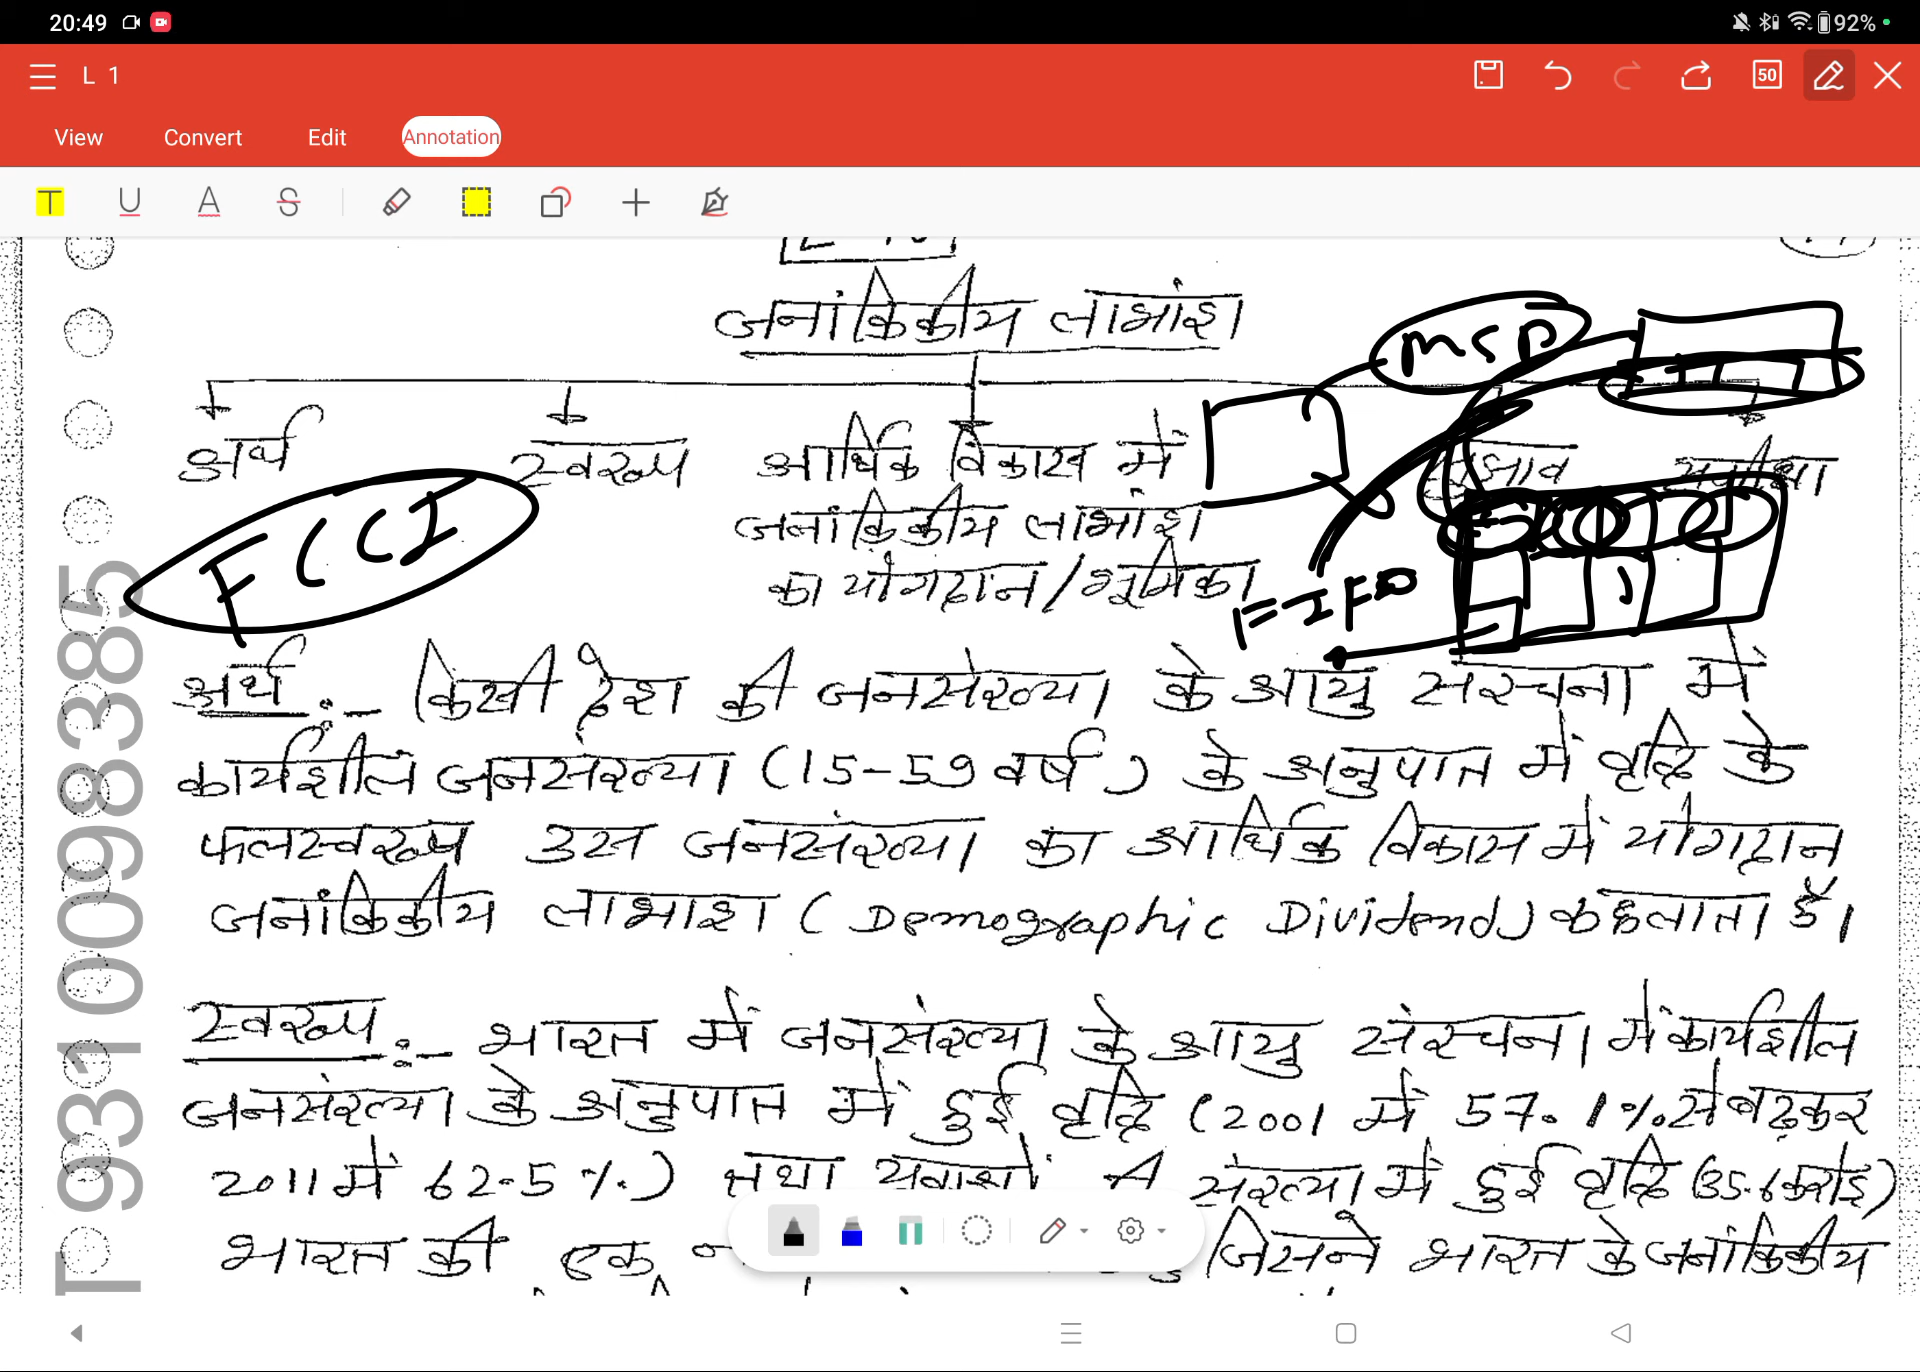 20:49
92%
L 1
50
View Convert Edit Annotation
जनांकिकीय लाभांश
अर्थ स्वरूप आर्थिक विकास में जनांकिकीय लाभांश का योगदान/भूमिका सुझाव समीक्षा
MSP
FCCI
अर्थ :- किसी देश की जनसंख्या के आयु संरचना में
कार्यशील जनसंख्या (15-59 वर्ष) के अनुपात में वृद्धि के
फलस्वरूप उस जनसंख्या का आर्थिक विकास में योगदान
जनांकिकीय लाभांश (Demographic Dividend) कहलाता है।
स्वरूप :- भारत में जनसंख्या के आयु संरचना में कार्यशील
जनसंख्या के अनुपात में हुई वृद्धि (2001 में 57.1% से बढ़कर
2011 में 62.5%) तथा युवाओं संख्या में हुई वृद्धि (35.6 करोड़)
भारत की एक जिसने भारत के जनांकिकीय
T 9310098385